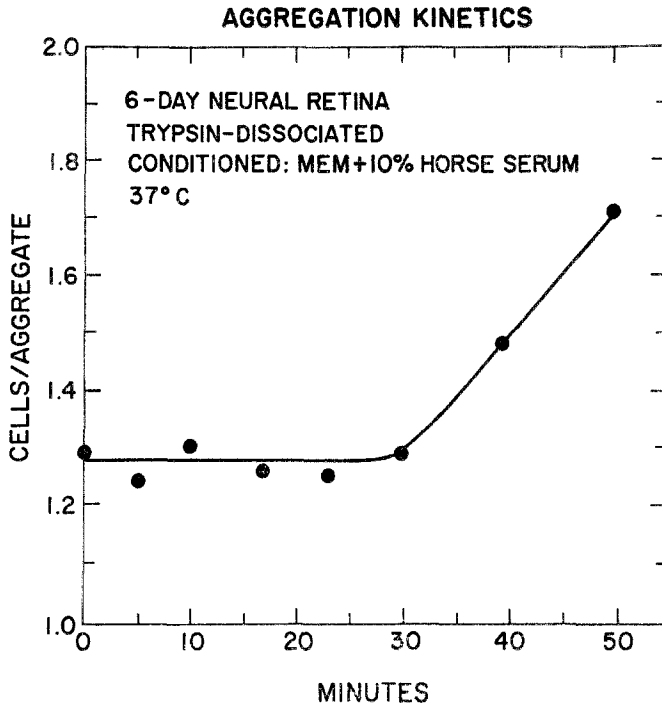 AGGREGATION KINETICS
2.0
6-DAY NEURAL RETINA
TRYPSIN-DISSOCIATED
CONDITIONED: MEM+10% HORSE SERUM
37°C
1.8
1.6
1.4
1.2
1.0
CELLS/AGGREGATE
0
10
20
30
40
50
MINUTES